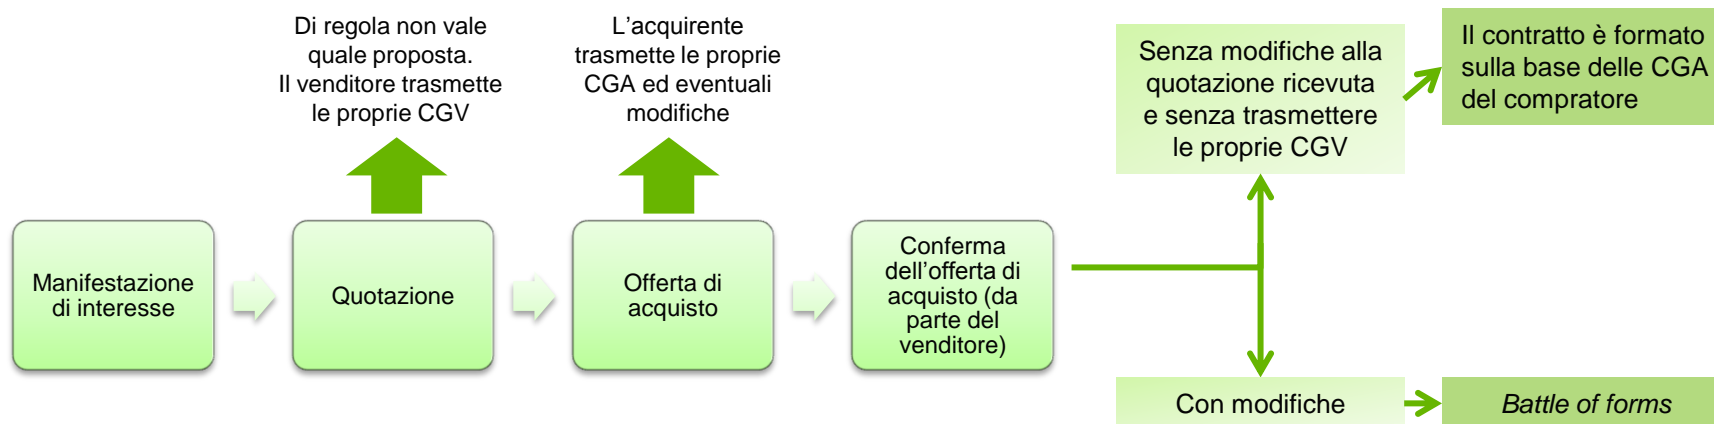 Di regola non vale
quale proposta.
Il venditore trasmette
le proprie CGV
L'acquirente
trasmette le proprie
CGA ed eventuali
modifiche
Senza modifiche alla
quotazione ricevuta
e senza trasmettere
le proprie CGV
Il contratto è formato
sulla base delle CGA
del compratore
Manifestazione
di interesse
Quotazione
Offerta di
acquisto
Conferma
dell'offerta di
acquisto (da
parte del
venditore)
Con modifiche
Battle of forms